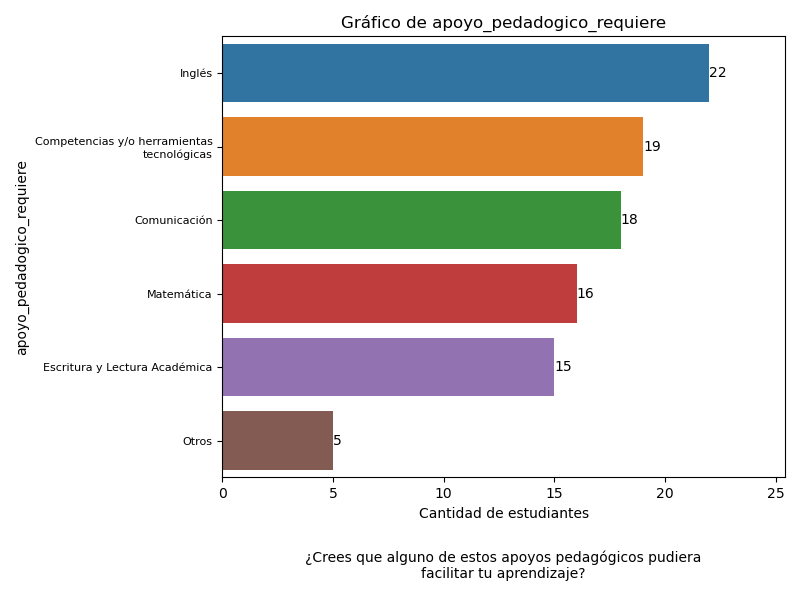 Gráfico de apoyo_pedadogico_requiere
apoyo_pedadogico_requiere
Inglés
22
Competencias y/o herramientas
tecnológicas
19
Comunicación
18
Matemática
16
Escritura y Lectura Académica
15
Otros
5
0 5 10 15 20 25
Cantidad de estudiantes
¿Crees que alguno de estos apoyos pedagógicos pudiera
facilitar tu aprendizaje?